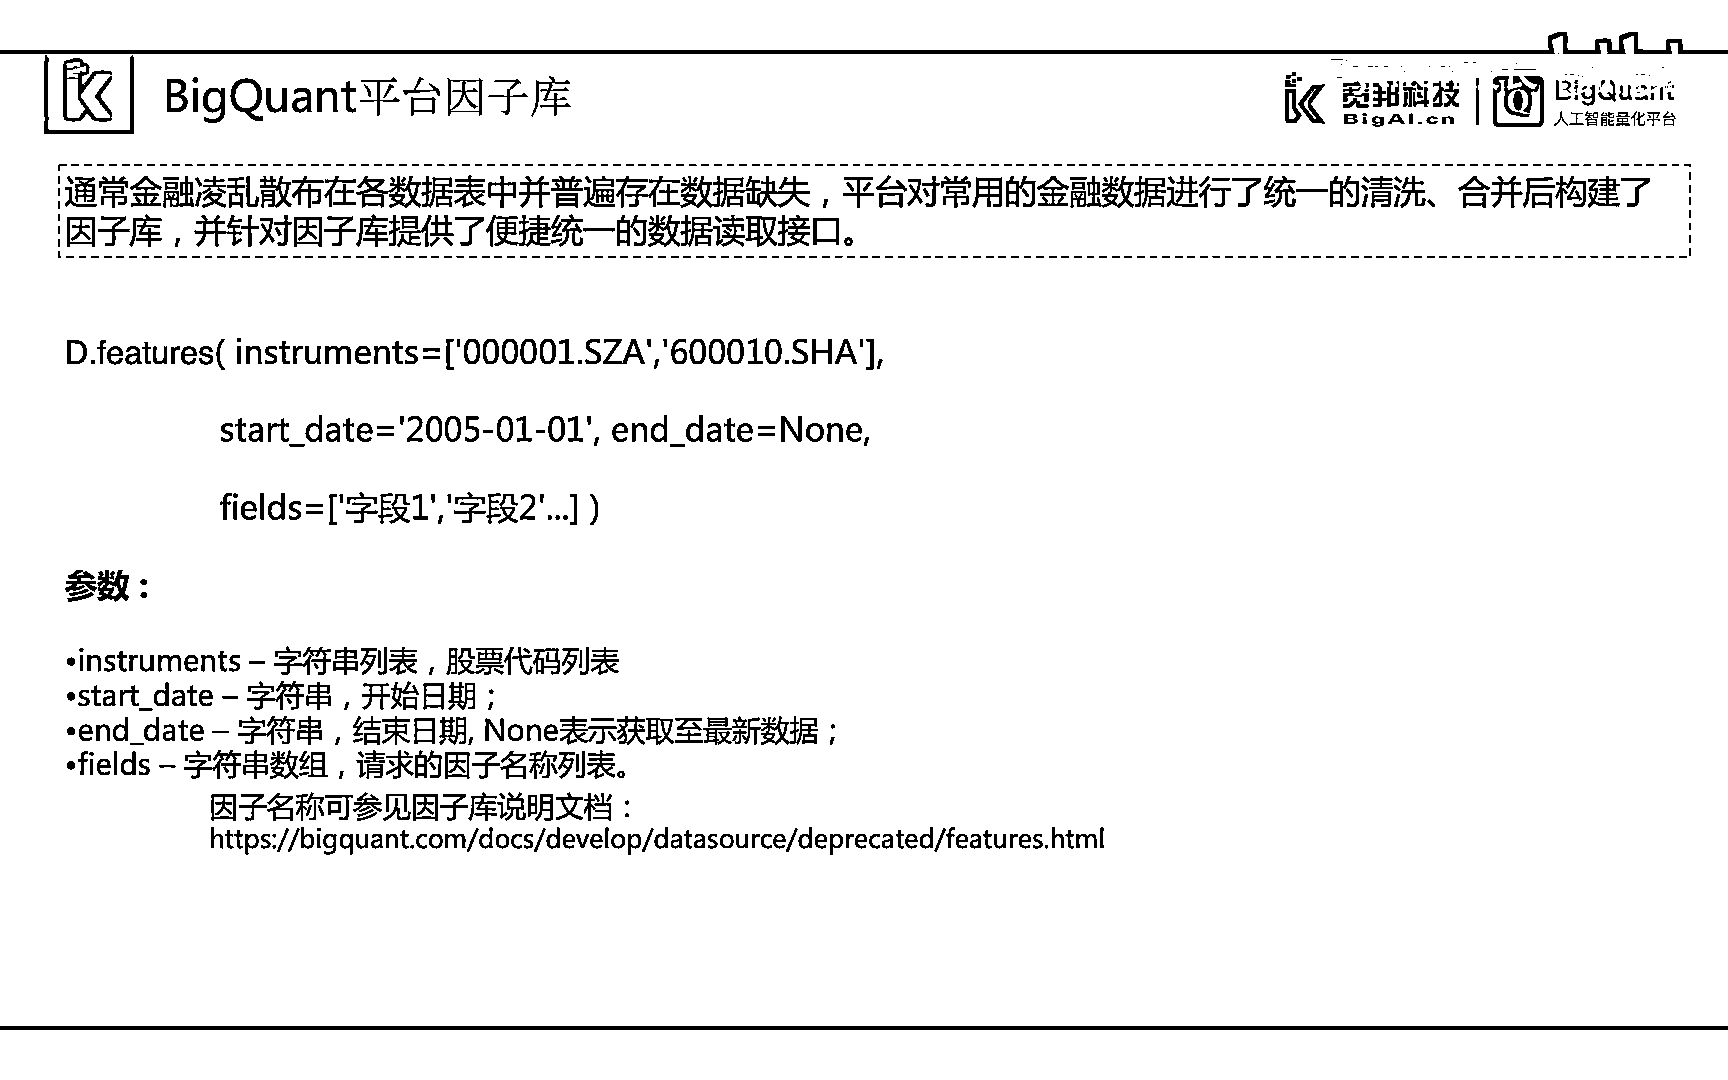 BigQuant平台因子库
宽邦科技
BigAI.cn
BigQuant
人工智能量化平台
通常金融凌乱散布在各数据表中并普遍存在数据缺失，平台对常用的金融数据进行了统一的清洗、合并后构建了
因子库，并针对因子库提供了便捷统一的数据读取接口。
D.features( instruments=['000001.SZA','600010.SHA'],
start_date='2005-01-01', end_date=None,
fields=['字段1','字段2'...] )
参数：
•instruments – 字符串列表，股票代码列表
•start_date – 字符串，开始日期；
•end_date – 字符串，结束日期, None表示获取至最新数据；
•fields – 字符串数组，请求的因子名称列表。
因子名称可参见因子库说明文档：
https://bigquant.com/docs/develop/datasource/deprecated/features.html